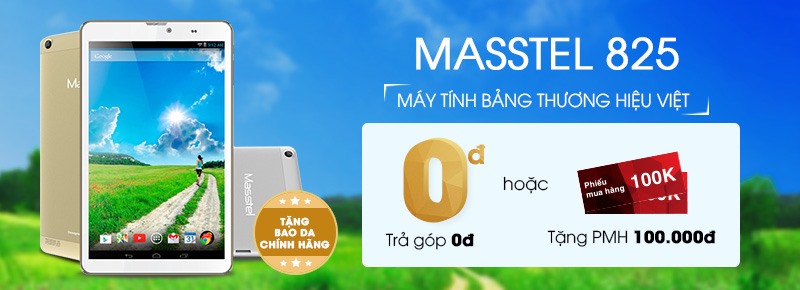 MASSTEL 825
MÁY TÍNH BẢNG THƯƠNG HIỆU VIỆT
0đ
hoặc
Phiếu
mua hàng
100K
Trả góp 0đ
Tặng PMH 100.000đ
TẶNG
BAO DA
CHÍNH HÃNG
Masstel
Google